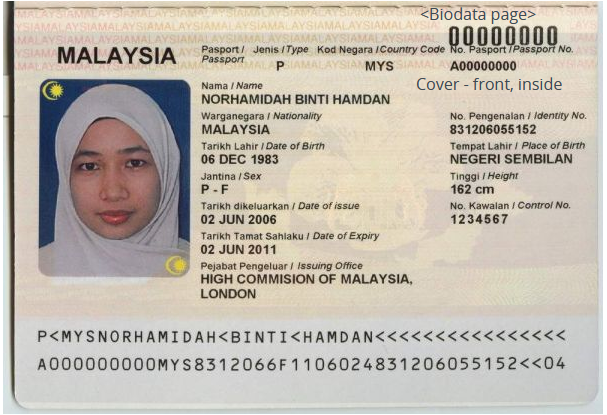 <Biodata page>
00000000
MALAYSIA
Pasport / Passport
Jenis / Type
Kod Negara / Country Code
No. Pasport / Passport No.
P
MYS
A00000000
Cover - front, inside
Nama / Name
NORHAMIDAH BINTI HAMDAN
Warganegara / Nationality
No. Pengenalan / Identity No.
MALAYSIA
831206055152
Tarikh Lahir / Date of Birth
Tempat Lahir / Place of Birth
06 DEC 1983
NEGERI SEMBILAN
Jantina / Sex
Tinggi / Height
P - F
162 cm
Tarikh dikeluarkan / Date of issue
No. Kawalan / Control No.
02 JUN 2006
1234567
Tarikh Tamat Sahlaku / Date of Expiry
02 JUN 2011
Pejabat Pengeluar / Issuing Office
HIGH COMMISION OF MALAYSIA,
LONDON
P<MYSNORHAMIDAH<BINTI<HAMDAN<<<<<<<<<<<<<<<<
A000000000MYS8312066F1106024831206055152<<04